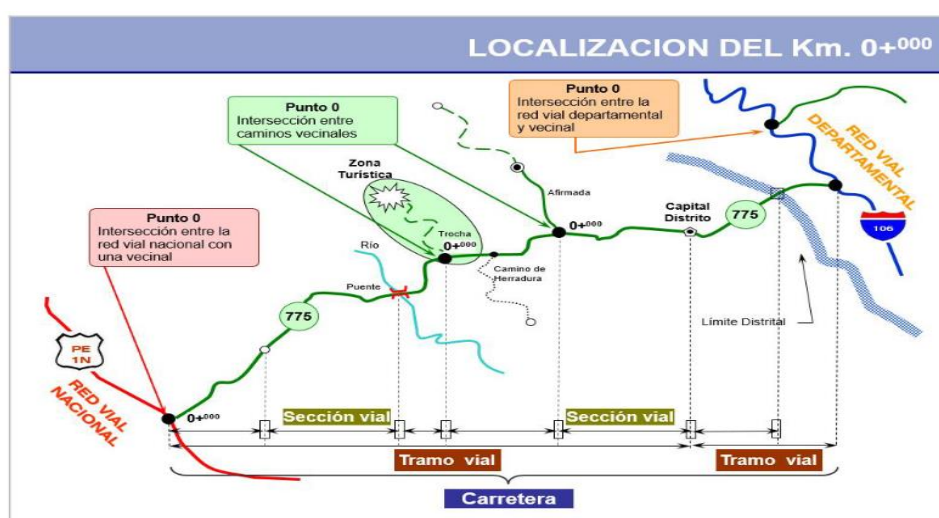 LOCALIZACION DEL Km. 0+000
Punto 0
Intersección entre
caminos vecinales
Punto 0
Intersección entre la
red vial departamental
y vecinal
RED VIAL
DEPARTAMENTAL
Zona
Turística
Afirmada
Capital
Distrito
775
106
Punto 0
Intersección entre la
red vial nacional con
una vecinal
Trocha
0+000
0+000
Río
Puente
Camino de
Herradura
Límite Distrital
775
PE
1N
RED VIAL
NACIONAL
0+000
Sección vial
Sección vial
Tramo vial
Tramo vial
Carretera